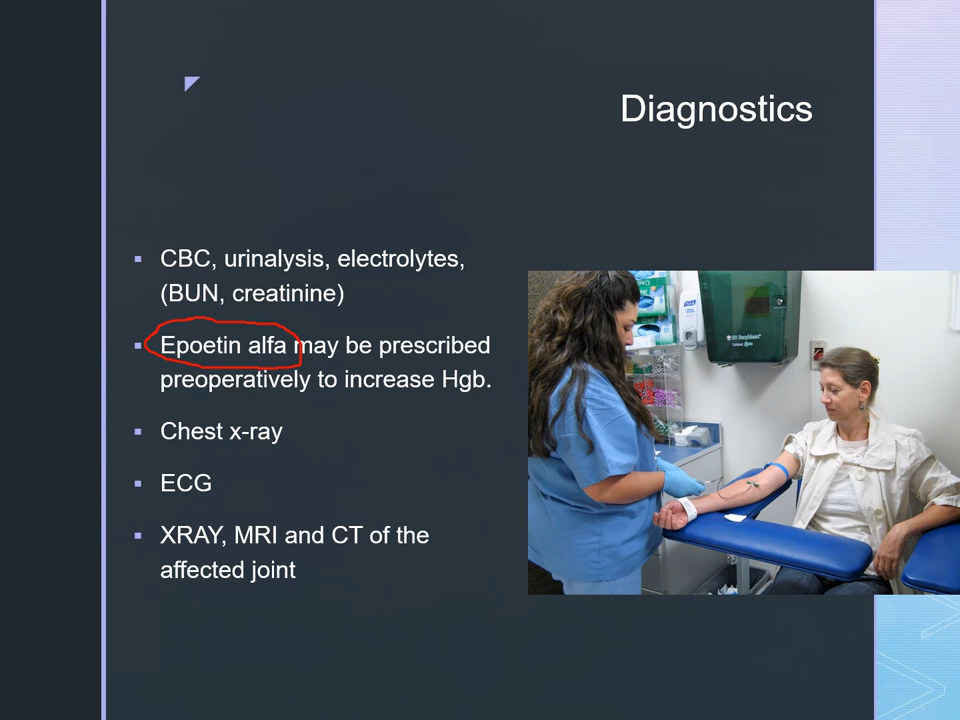 Diagnostics
▪ CBC, urinalysis, electrolytes,
(BUN, creatinine)
▪ Epoetin alfa may be prescribed
preoperatively to increase Hgb.
▪ Chest x-ray
▪ ECG
▪ XRAY, MRI and CT of the
affected joint